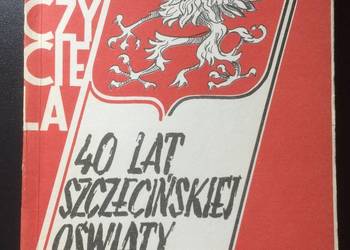 CZY
CIE
LA
40 LAT
SZCZECIŃSKIEJ
OŚWIATY